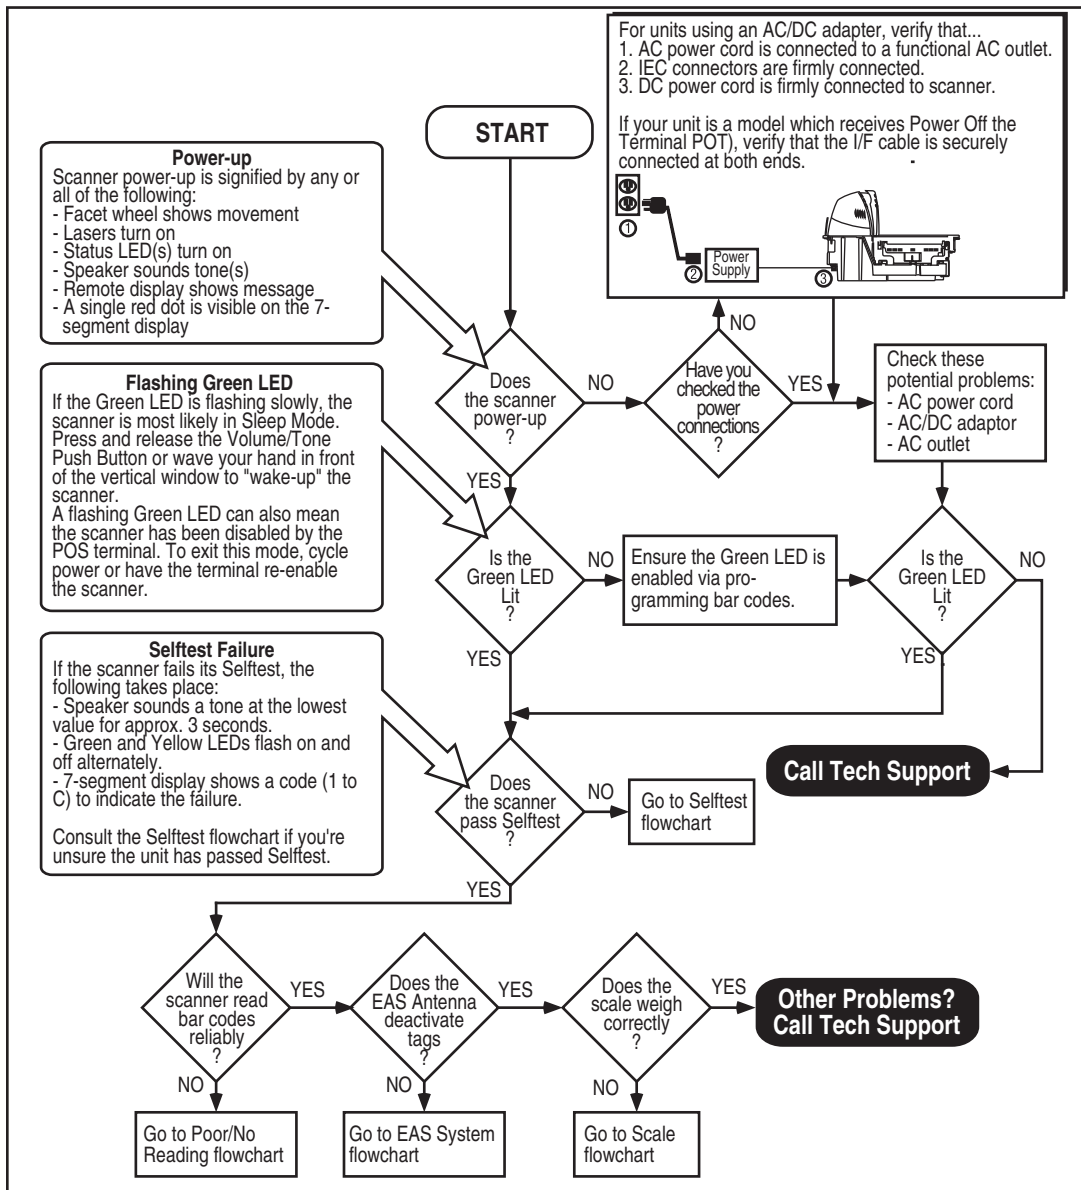 For units using an AC/DC adapter, verify that...
1. AC power cord is connected to a functional AC outlet.
2. IEC connectors are firmly connected.
3. DC power cord is firmly connected to scanner.
If your unit is a model which receives Power Off the
Terminal POT), verify that the I/F cable is securely
connected at both ends.
1
2
Power
Supply
3
START
Power-up
Scanner power-up is signified by any or
all of the following:
- Facet wheel shows movement
- Lasers turn on
- Status LED(s) turn on
- Speaker sounds tone(s)
- Remote display shows message
- A single red dot is visible on the 7-
segment display
Does
the scanner
power-up
?
NO
YES
Have you
checked the
power
connections
?
NO
YES
Check these
potential problems:
- AC power cord
- AC/DC adaptor
- AC outlet
Flashing Green LED
If the Green LED is flashing slowly, the
scanner is most likely in Sleep Mode.
Press and release the Volume/Tone
Push Button or wave your hand in front
of the vertical window to "wake-up" the
scanner.
A flashing Green LED can also mean
the scanner has been disabled by the
POS terminal. To exit this mode, cycle
power or have the terminal re-enable
the scanner.
Is the
Green LED
Lit
?
NO
YES
Ensure the Green LED is
enabled via pro-
gramming bar codes.
Is the
Green LED
Lit
?
NO
YES
Call Tech Support
Selftest Failure
If the scanner fails its Selftest, the
following takes place:
- Speaker sounds a tone at the lowest
value for approx. 3 seconds.
- Green and Yellow LEDs flash on and
off alternately.
- 7-segment display shows a code (1 to
C) to indicate the failure.
Consult the Selftest flowchart if you're
unsure the unit has passed Selftest.
Does
the scanner
pass Selftest
?
NO
YES
Go to Selftest
flowchart
Will the
scanner read
bar codes
reliably
?
YES
NO
Go to Poor/No
Reading flowchart
Does the
EAS Antenna
deactivate
tags
?
YES
NO
Go to EAS System
flowchart
Does the
scale weigh
correctly
?
YES
NO
Go to Scale
flowchart
Other Problems?
Call Tech Support